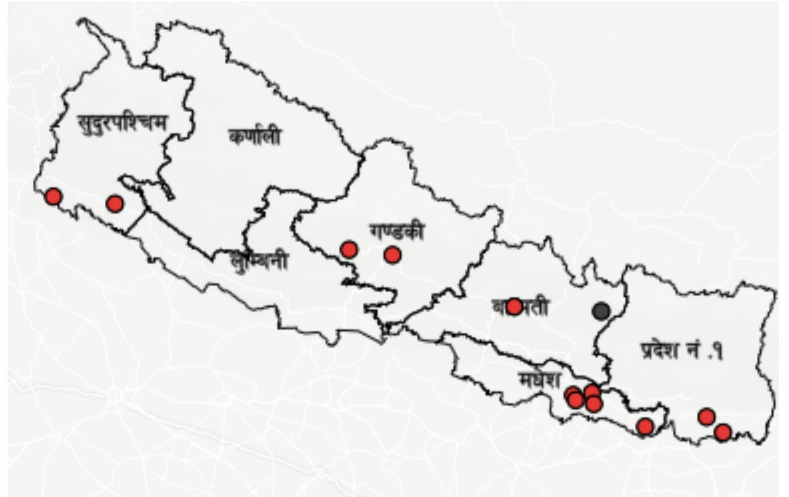 सुदुरपश्चिम
कर्णाली
गण्डकी
लुम्बिनी
प्रदेश नं .१
मधेश